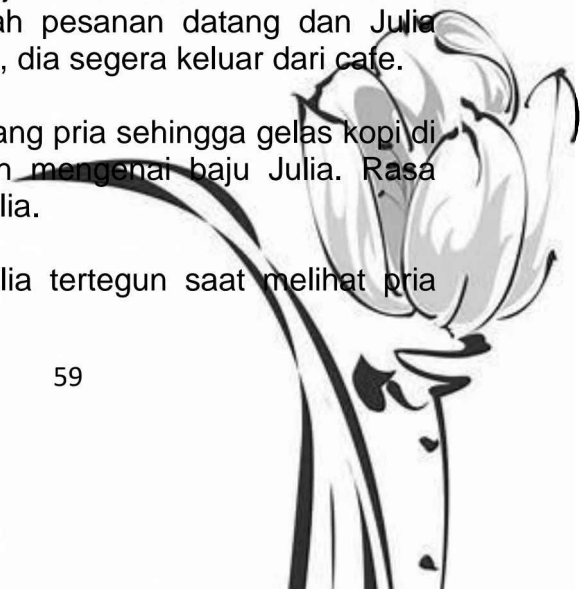 ah pesanan datang dan Julia
, dia segera keluar dari cafe.
ang pria sehingga gelas kopi di
mengenai baju Julia. Rasa
lia.
lia tertegun saat melihat pria
59